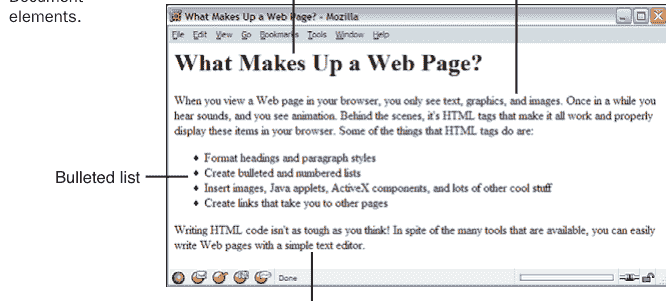 Document
elements.
What Makes Up a Web Page? - Mozilla
File Edit View Go Bookmarks Tools Window Help
What Makes Up a Web Page?
When you view a Web page in your browser, you only see text, graphics, and images. Once in a while you
hear sounds, and you see animation. Behind the scenes, it's HTML tags that make it all work and properly
display these items in your browser. Some of the things that HTML tags do are:
♦ Format headings and paragraph styles
♦ Create bulleted and numbered lists
♦ Insert images, Java applets, ActiveX components, and lots of other cool stuff
♦ Create links that take you to other pages
Bulleted list
Writing HTML code isn't as tough as you think! In spite of the many tools that are available, you can easily
write Web pages with a simple text editor.
Done